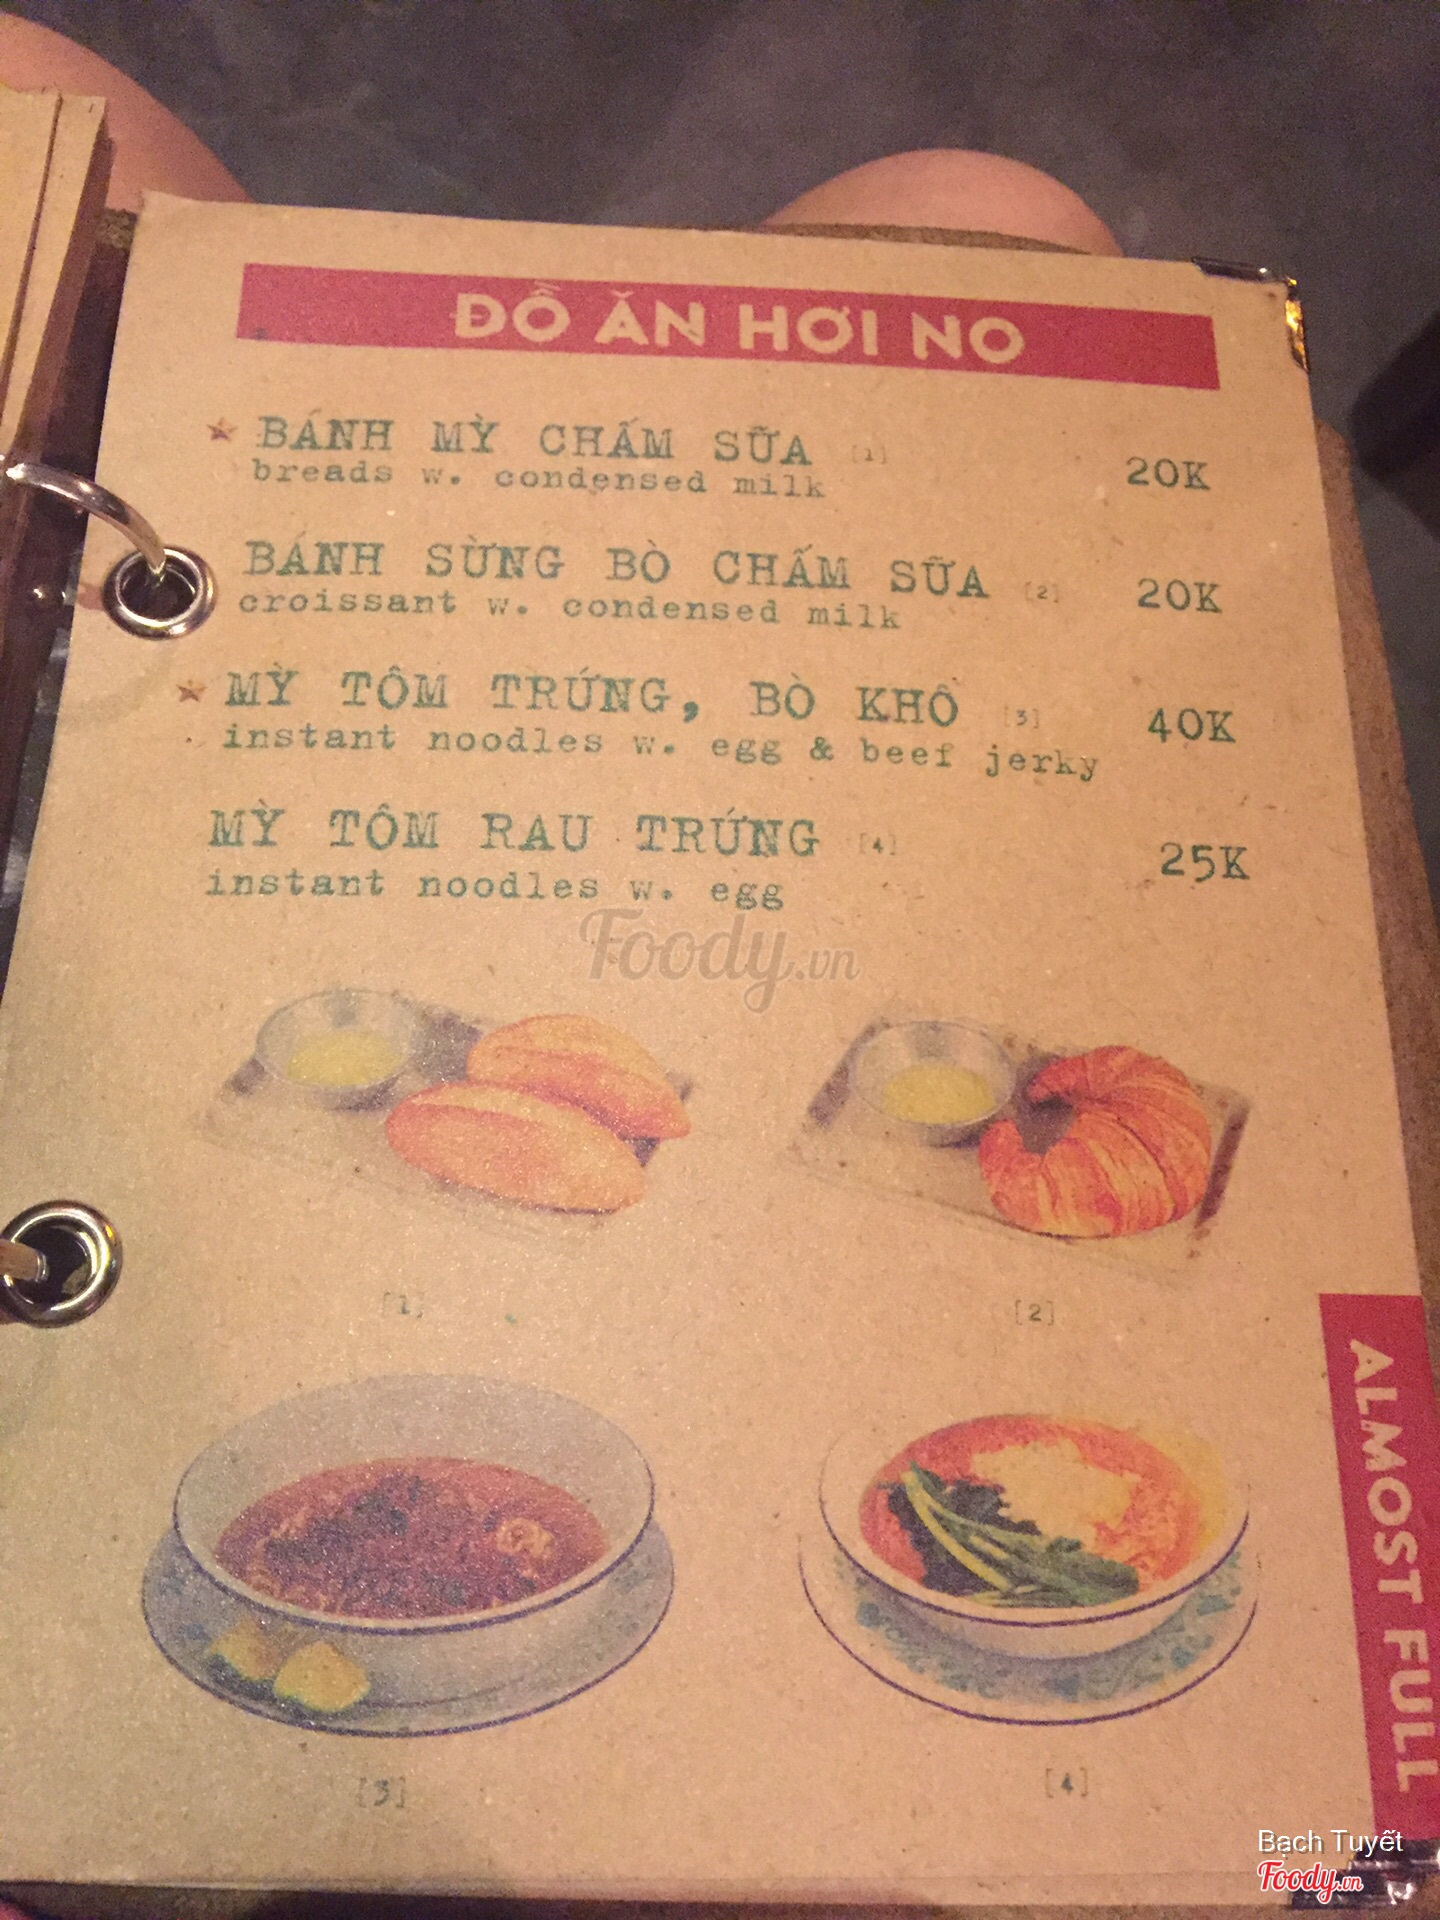 ĐỒ ĂN HƠI NO
BÁNH MỲ CHẤM SỮA [1] 20K
breads w. condensed milk
BÁNH SỪNG BÒ CHẤM SỮA [2] 20K
croissant w. condensed milk
MỲ TÔM TRỨNG, BÒ KHÔ [3] 40K
instant noodles w. egg & beef jerky
MỲ TÔM RAU TRỨNG [4] 25K
instant noodles w. egg
Foody.vn
[1] [2]
[3] [4]
ALMOST FULL
Bạch Tuyết
Foody.vn